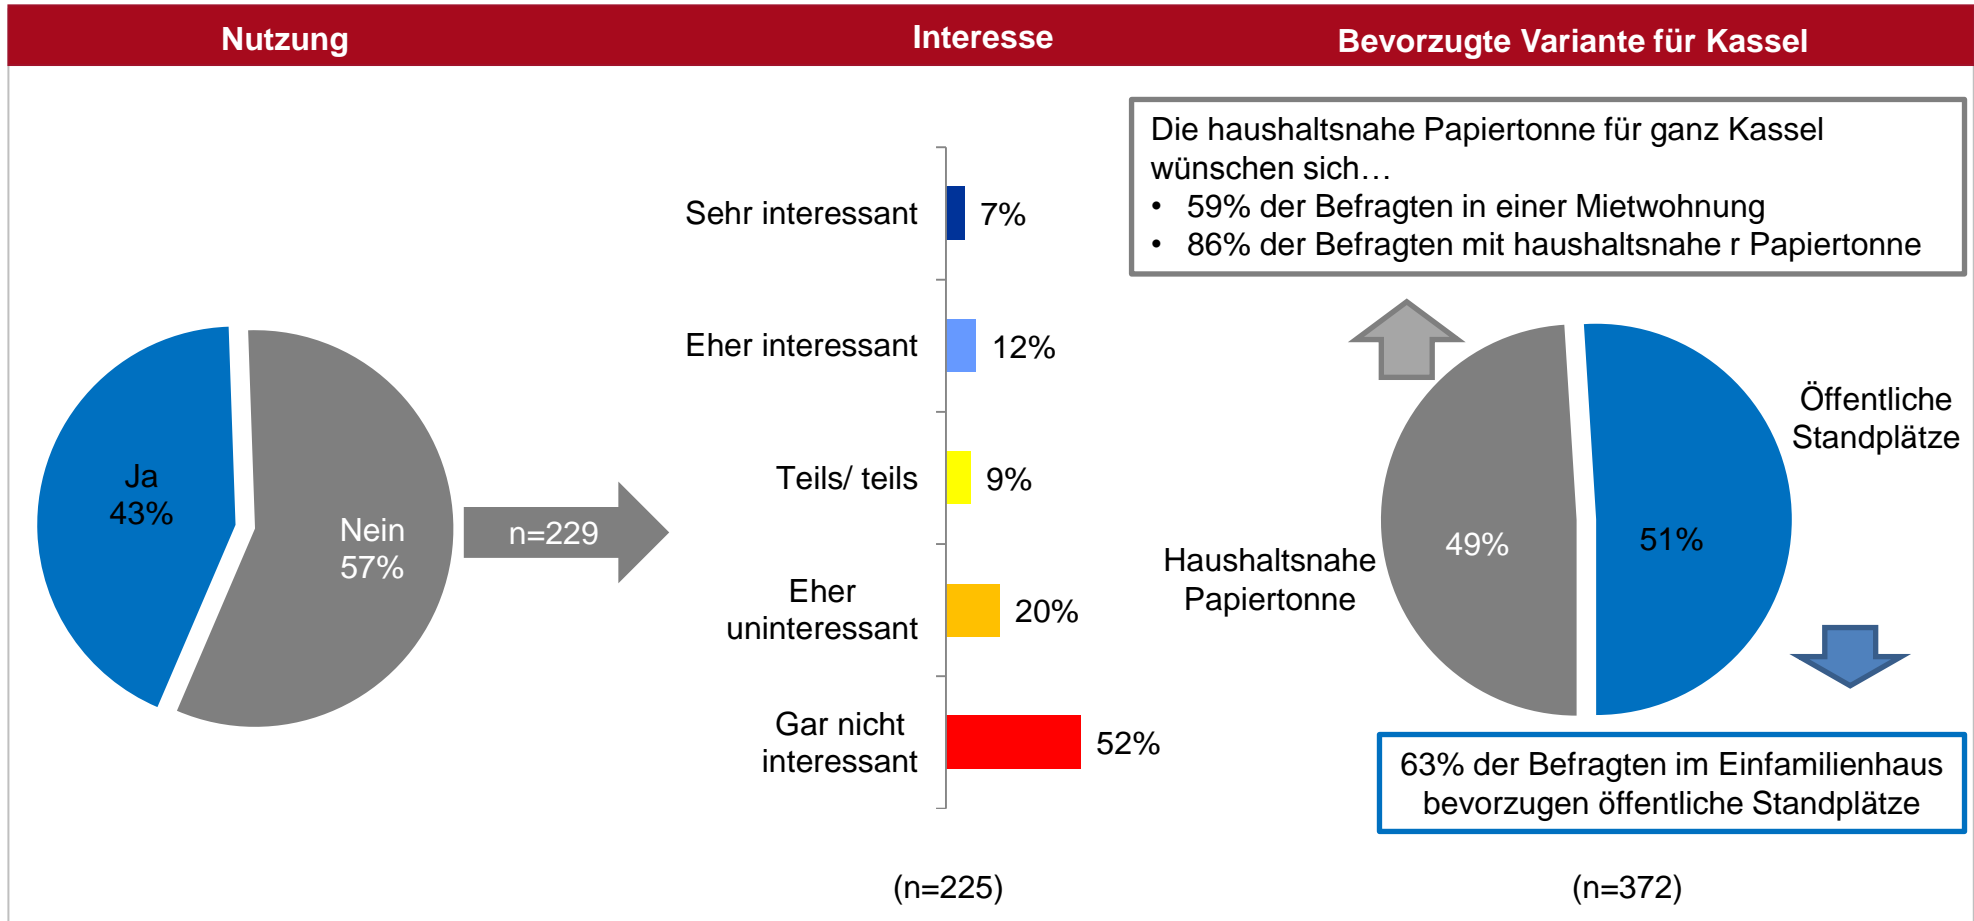 Nutzung
Ja
43%
Nein
57%
n=229
Interesse
Sehr interessant
7%
Eher interessant
12%
Teils/ teils
9%
Eher
uninteressant
20%
Gar nicht
interessant
52%
(n=225)
Bevorzugte Variante für Kassel
Die haushaltsnahe Papiertonne für ganz Kassel
wünschen sich…
• 59% der Befragten in einer Mietwohnung
• 86% der Befragten mit haushaltsnahe r Papiertonne
Öffentliche
Standplätze
49%
51%
Haushaltsnahe
Papiertonne
63% der Befragten im Einfamilienhaus
bevorzugen öffentliche Standplätze
(n=372)